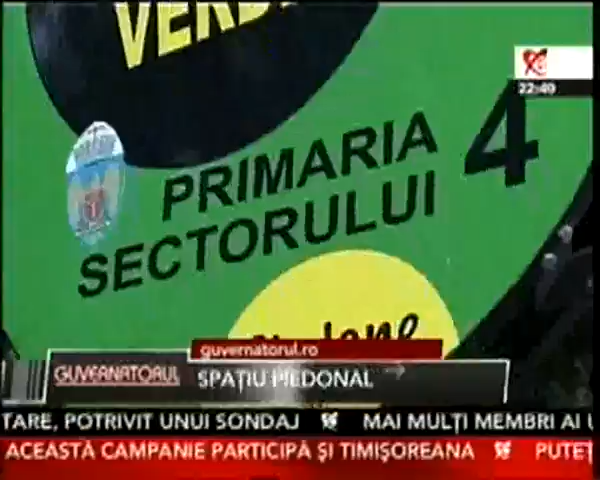 VERD
22:40
PRIMARIA 4
SECTORULUI
guvernatorul.ro
GUVERNATORUL
SPAȚIU PIEDONAL
TARE, POTRIVIT UNUI SONDAJ MAI MULȚI MEMBRI AI U
ACEASTĂ CAMPANIE PARTICIPĂ ȘI TIMIȘOREANA PUTEȚ